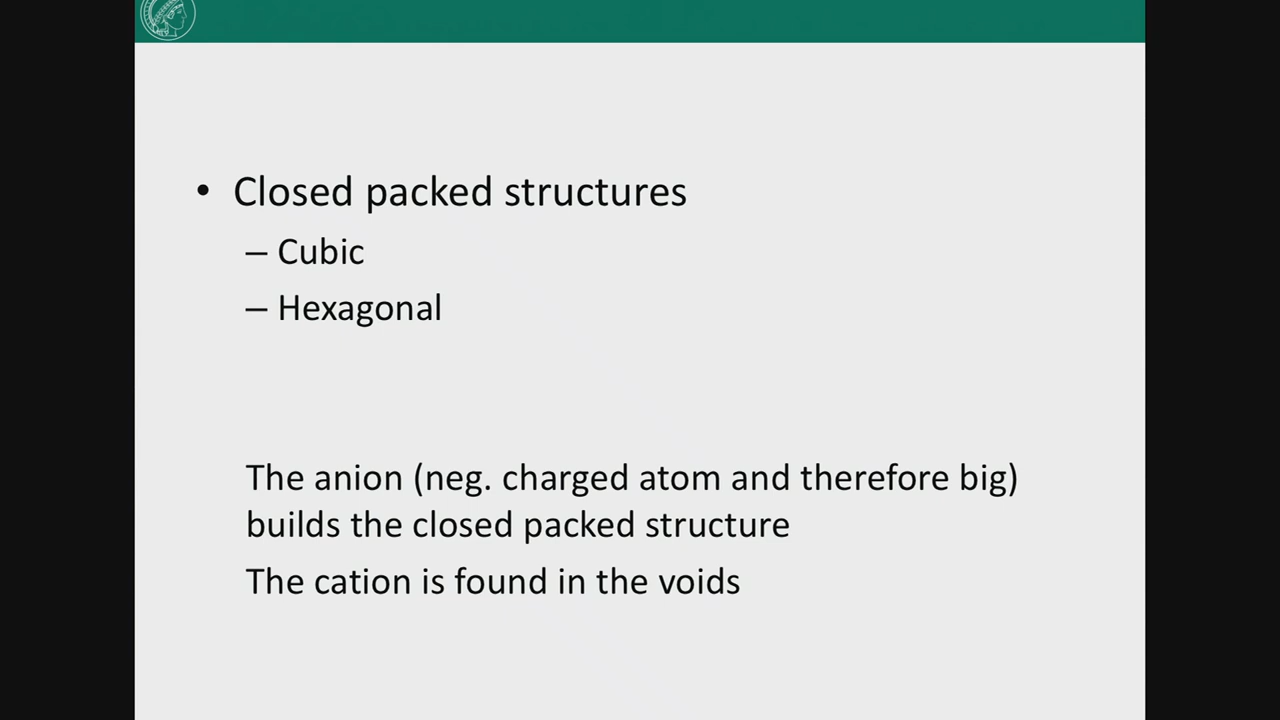 • Closed packed structures
– Cubic
– Hexagonal
The anion (neg. charged atom and therefore big)
builds the closed packed structure
The cation is found in the voids